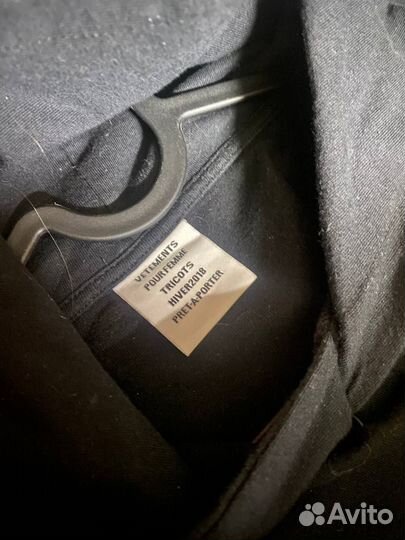 VETEMENTS
POUR FEMME
TRICOTS
HIVER2018
PRET-A-PORTER
Avito